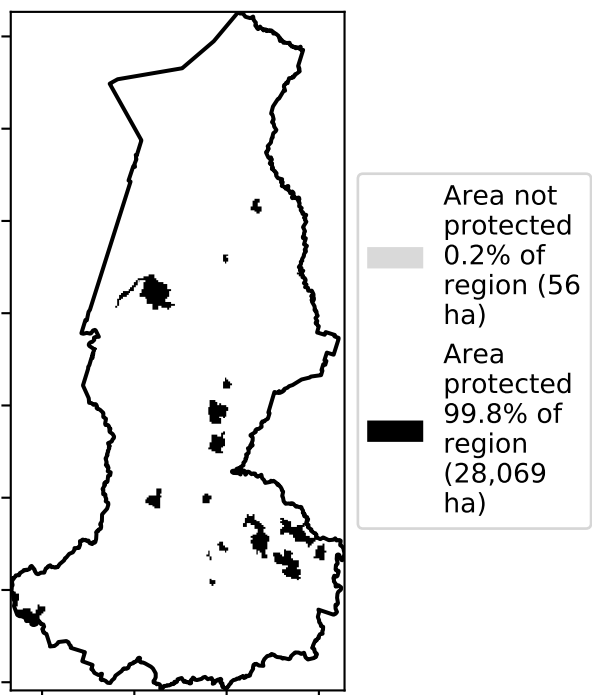 Area not
protected
0.2% of
region (56
ha)
Area
protected
99.8% of
region
(28,069
ha)